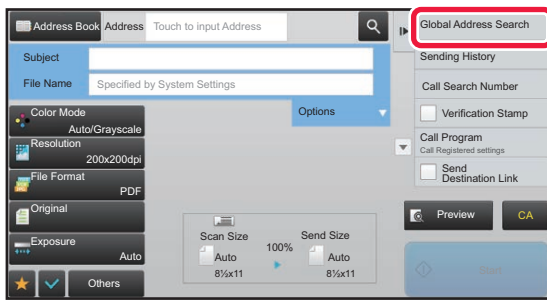 Address Book
Address
Touch to input Address
Global Address Search
Subject
Sending History
File Name
Specified by System Settings
Call Search Number
Options
Color Mode
Auto/Grayscale
Verification Stamp
Resolution
200x200dpi
Call Program
Call Registered settings
File Format
PDF
Send
Destination Link
Original
Preview
CA
Scan Size
100%
Send Size
Exposure
Auto
Auto
Auto
8½x11
8½x11
Others
Start